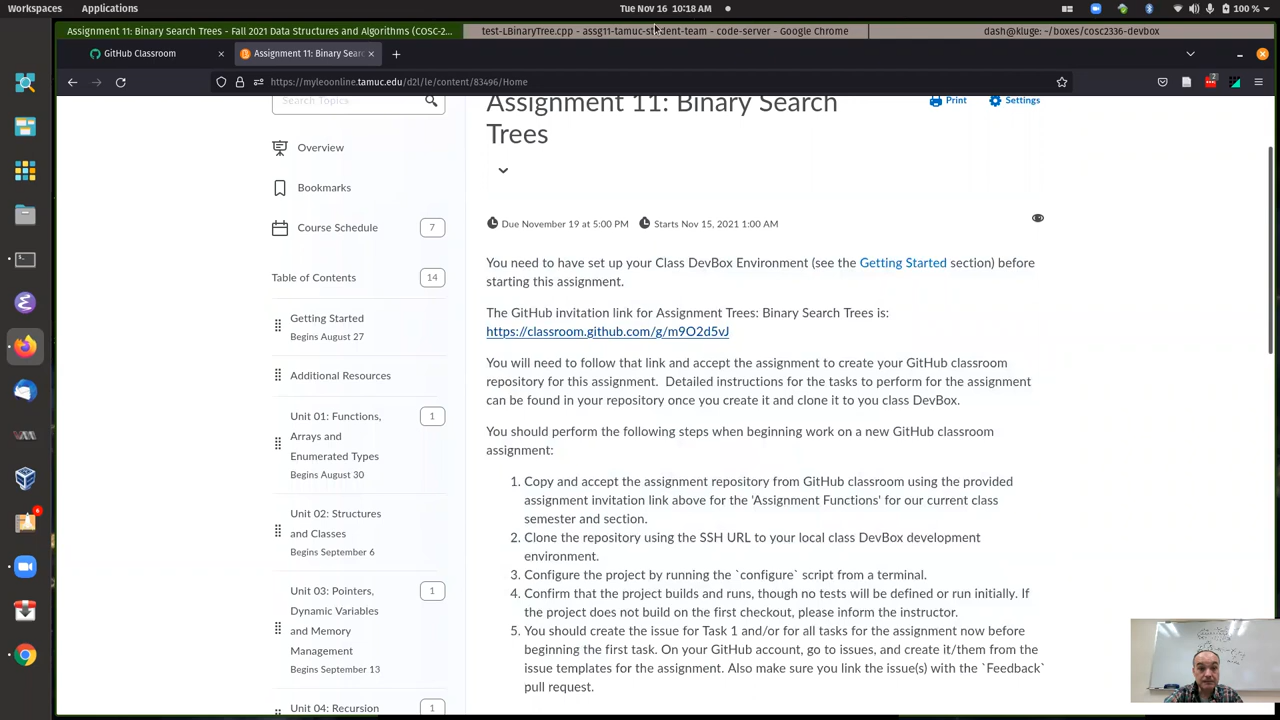 Workspaces Applications Tue Nov 16 10:18 AM 100 %
Assignment 11: Binary Search Trees - Fall 2021 Data Structures and Algorithms (COSC-2... test-LBinaryTree.cpp - assg11-tamuc-student-team - code-server - Google Chrome dash@kluge: ~/boxes/cosc2336-devbox
GitHub Classroom × Assignment 11: Binary Sear × +
https://myleoonline.tamuc.edu/d2l/le/content/83496/Home
Search Topics
Overview
Bookmarks
Course Schedule 7
Table of Contents 14
Getting Started
Begins August 27
Additional Resources
Unit 01: Functions, 1
Arrays and
Enumerated Types
Begins August 30
Unit 02: Structures
and Classes
Begins September 6
Unit 03: Pointers, 1
Dynamic Variables
and Memory
Management
Begins September 13
Unit 04: Recursion 1
Assignment 11: Binary Search
Trees
Print Settings
Due November 19 at 5:00 PM Starts Nov 15, 2021 1:00 AM
You need to have set up your Class DevBox Environment (see the Getting Started section) before
starting this assignment.
The GitHub invitation link for Assignment Trees: Binary Search Trees is:
https://classroom.github.com/g/m9O2d5vJ
You will need to follow that link and accept the assignment to create your GitHub classroom
repository for this assignment. Detailed instructions for the tasks to perform for the assignment
can be found in your repository once you create it and clone it to you class DevBox.
You should perform the following steps when beginning work on a new GitHub classroom
assignment:
1. Copy and accept the assignment repository from GitHub classroom using the provided
assignment invitation link above for the 'Assignment Functions' for our current class
semester and section.
2. Clone the repository using the SSH URL to your local class DevBox development
environment.
3. Configure the project by running the `configure` script from a terminal.
4. Confirm that the project builds and runs, though no tests will be defined or run initially. If
the project does not build on the first checkout, please inform the instructor.
5. You should create the issue for Task 1 and/or for all tasks for the assignment now before
beginning the first task. On your GitHub account, go to issues, and create it/them from the
issue templates for the assignment. Also make sure you link the issue(s) with the `Feedback`
pull request.